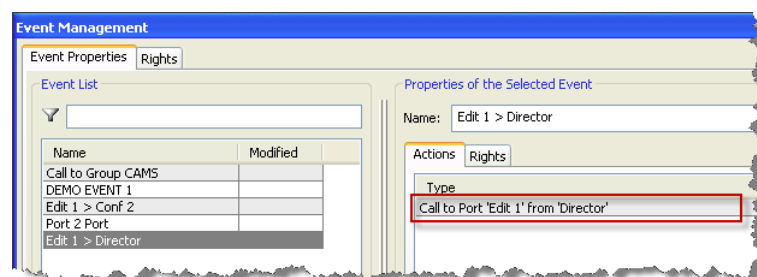 Event Management
Event Properties Rights
Event List
Name Modified
Call to Group CAMS
DEMO EVENT 1
Edit 1 > Conf 2
Port 2 Port
Edit 1 > Director
Properties of the Selected Event
Name: Edit 1 > Director
Actions Rights
Type
Call to Port 'Edit 1' from 'Director'